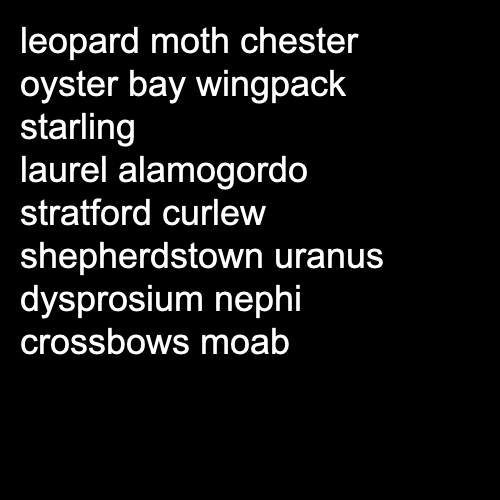 leopard moth chester
oyster bay wingpack
starling
laurel alamogordo
stratford curlew
shepherdstown uranus
dysprosium nephi
crossbows moab